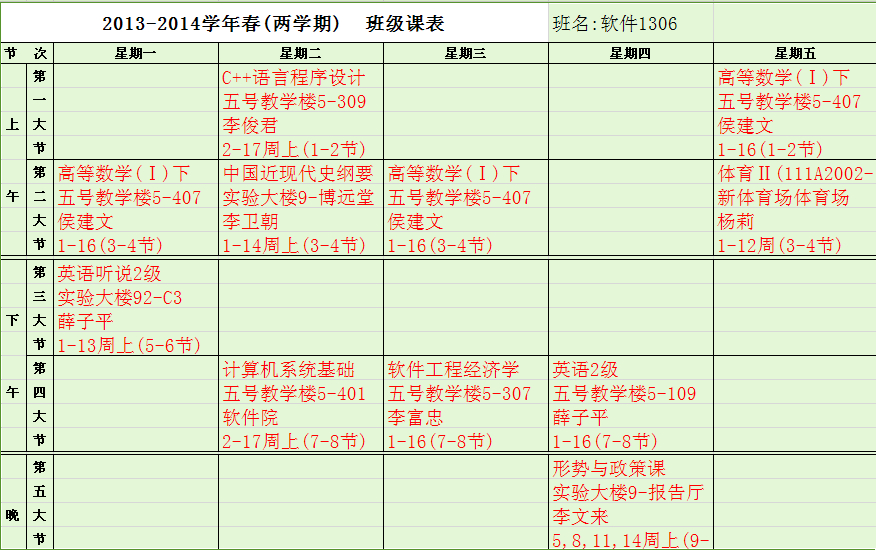 2013-2014学年春(两学期) 班级课表 班名:软件1306
节 次 星期一 星期二 星期三 星期四 星期五
上午
第一大节
C++语言程序设计
五号教学楼5-309
李俊君
2-17周上(1-2节)
高等数学(Ⅰ)下
五号教学楼5-407
侯建文
1-16(1-2节)
第二大节
高等数学(Ⅰ)下
五号教学楼5-407
侯建文
1-16(3-4节)
中国近现代史纲要
实验大楼9-博远堂
李卫朝
1-14周上(3-4节)
高等数学(Ⅰ)下
五号教学楼5-407
侯建文
1-16(3-4节)
体育Ⅱ(111A2002-
新体育场体育场
杨莉
1-12周(3-4节)
下午
第三大节
英语听说2级
实验大楼92-C3
薛子平
1-13周上(5-6节)
第四大节
计算机系统基础
五号教学楼5-401
软件院
2-17周上(7-8节)
软件工程经济学
五号教学楼5-307
李富忠
1-16(7-8节)
英语2级
五号教学楼5-109
薛子平
1-16(7-8节)
晚
第五大节
形势与政策课
实验大楼9-报告厅
李文来
5,8,11,14周上(9-